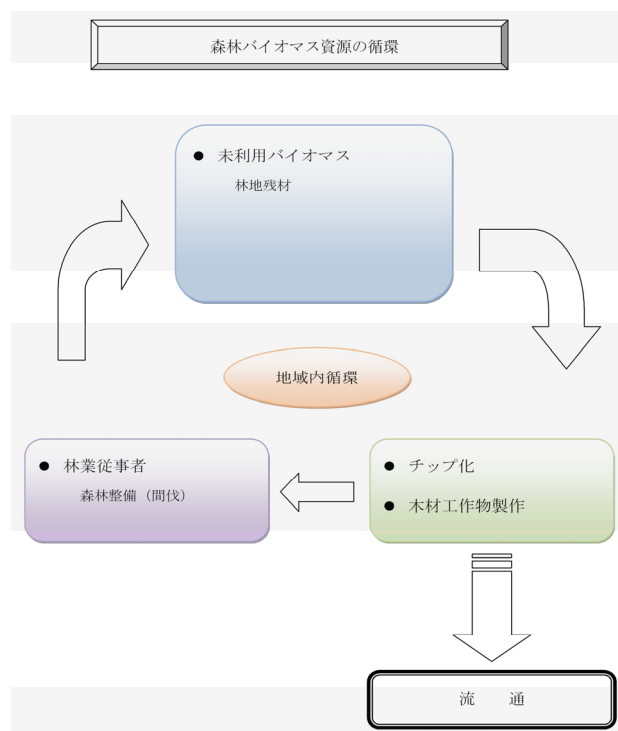 森林バイオマス資源の循環
● 未利用バイオマス
林地残材
地域内循環
● 林業従事者
森林整備（間伐）
● チップ化
● 木材工作物製作
流　通